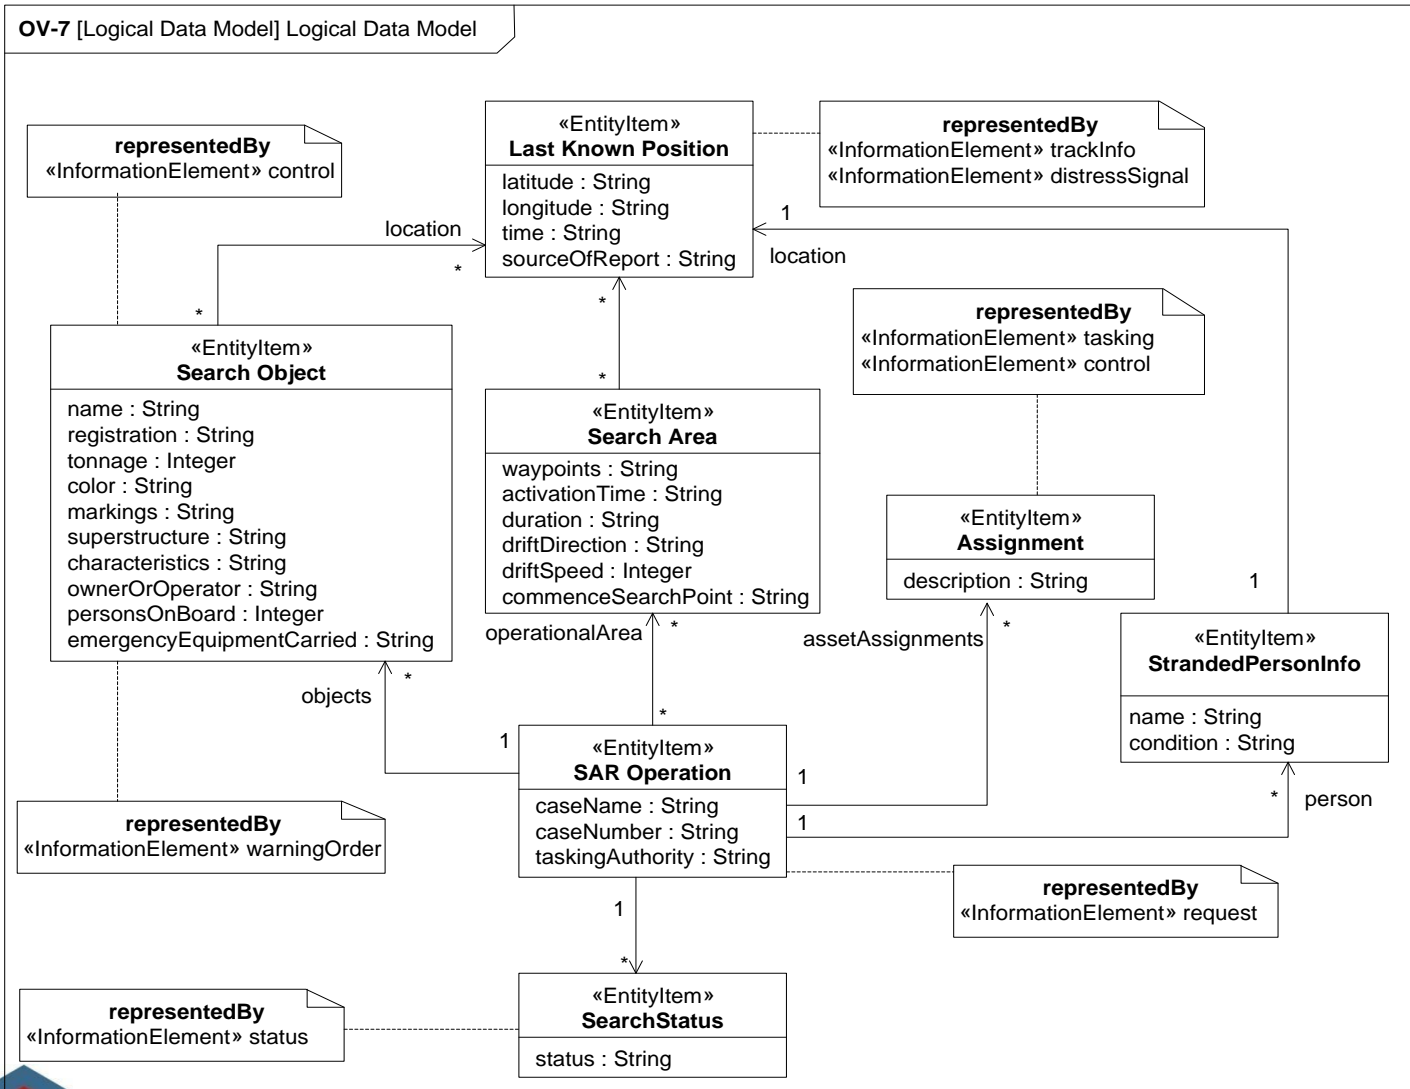 OV-7 [Logical Data Model] Logical Data Model
representedBy
«InformationElement» control
«EntityItem»
Last Known Position
latitude : String
longitude : String
time : String
sourceOfReport : String
representedBy
«InformationElement» trackInfo
«InformationElement» distressSignal
location
*
*
1
location
*
*
representedBy
«InformationElement» tasking
«InformationElement» control
«EntityItem»
Search Object
name : String
registration : String
tonnage : Integer
color : String
markings : String
superstructure : String
characteristics : String
ownerOrOperator : String
personsOnBoard : Integer
emergencyEquipmentCarried : String
«EntityItem»
Search Area
waypoints : String
activationTime : String
duration : String
driftDirection : String
driftSpeed : Integer
commenceSearchPoint : String
«EntityItem»
Assignment
description : String
1
«EntityItem»
StrandedPersonInfo
name : String
condition : String
operationalArea
*
assetAssignments
*
objects
*
*
1
«EntityItem»
SAR Operation
caseName : String
caseNumber : String
taskingAuthority : String
1
1
*
person
representedBy
«InformationElement» warningOrder
representedBy
«InformationElement» request
1
*
«EntityItem»
SearchStatus
status : String
representedBy
«InformationElement» status